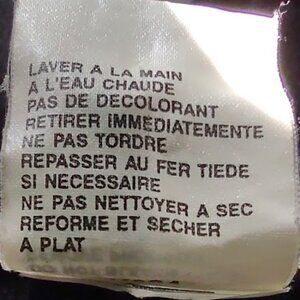 LAVER A LA MAIN
A L'EAU CHAUDE
PAS DE DECOLORANT
RETIRER IMMEDIATEMENTE
NE PAS TORDRE
REPASSER AU FER TIEDE
SI NECESSAIRE
NE PAS NETTOYER A SEC
REFORME ET SECHER
A PLAT